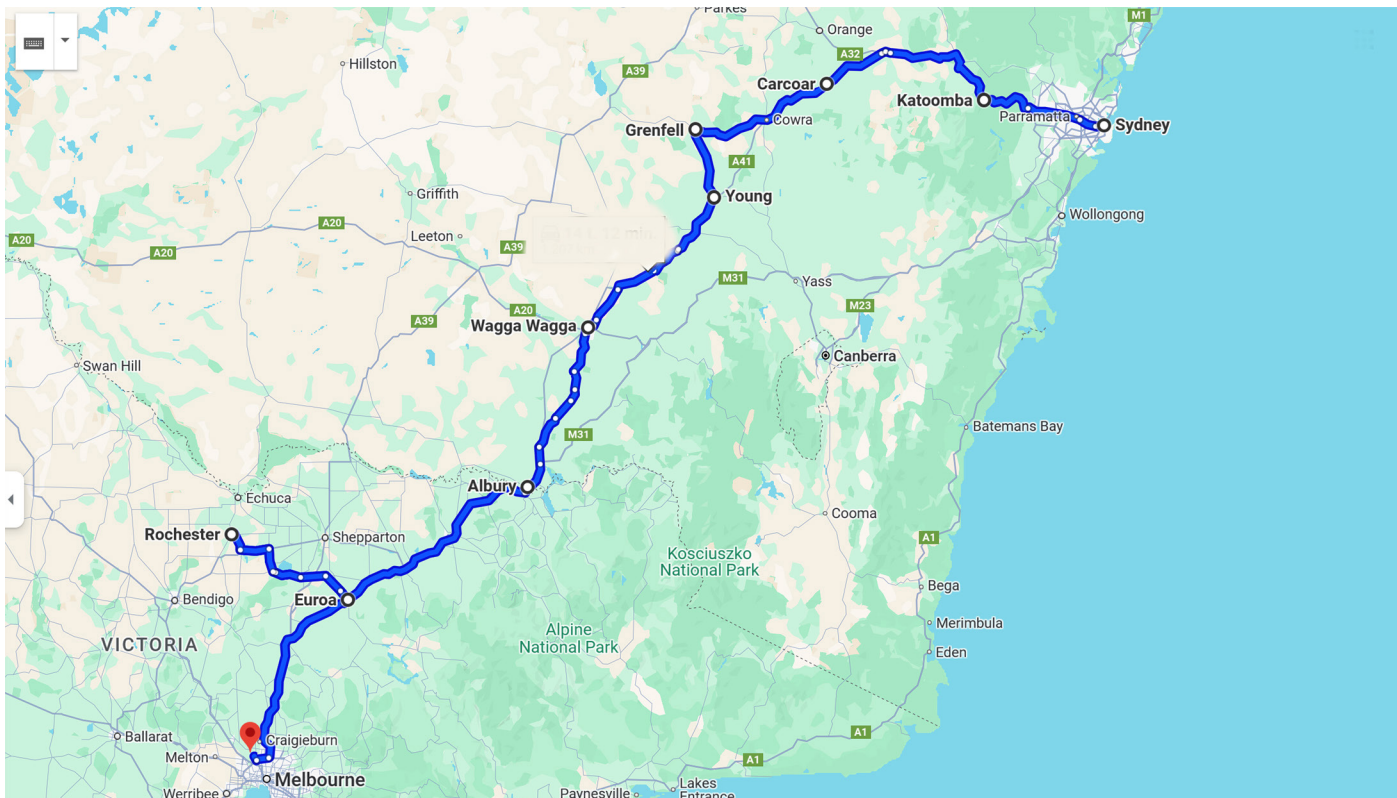 Parkes
M1
Orange
A32
Hillston
A39
Carcoar
Katoomba
Parramatta
Sydney
Cowra
Grenfell
A41
Young
Griffith
Wollongong
A20
Leeton
A39
A20
A20
M31
Yass
M23
A20
A39
Wagga Wagga
Canberra
Swan Hill
Batemans Bay
M31
Albury
Echuca
Cooma
Rochester
Shepparton
A1
Kosciuszko
National Park
Bega
Euroa
Bendigo
Merimbula
VICTORIA
Alpine
National Park
Eden
A1
Ballarat
Craigieburn
Melton
A1
Melbourne
Lakes
Entrance
Werribee
Paynesville